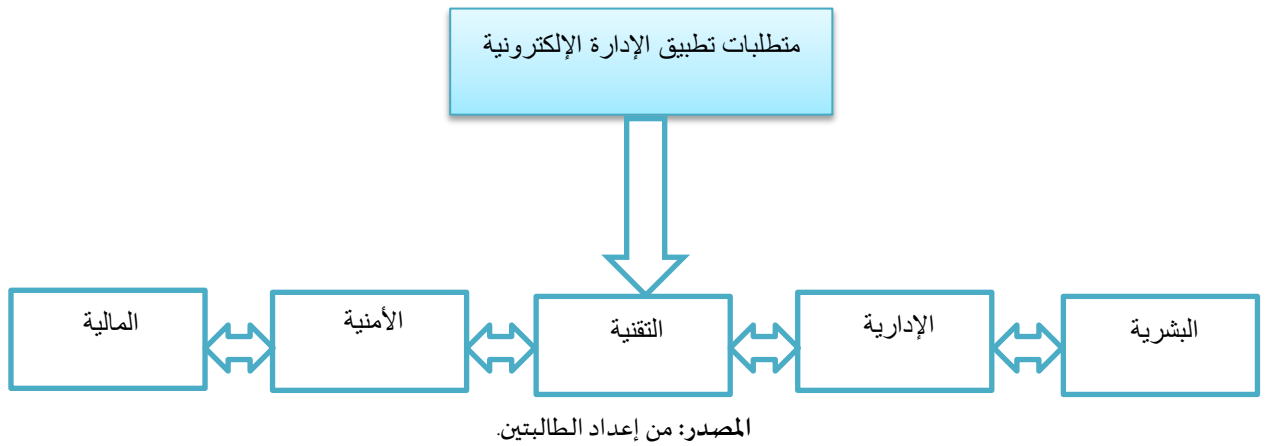 متطلبات تطبيق الإدارة الإلكترونية
البشرية
الإدارية
التقنية
الأمنية
المالية
المصدر: من إعداد الطالبتين.